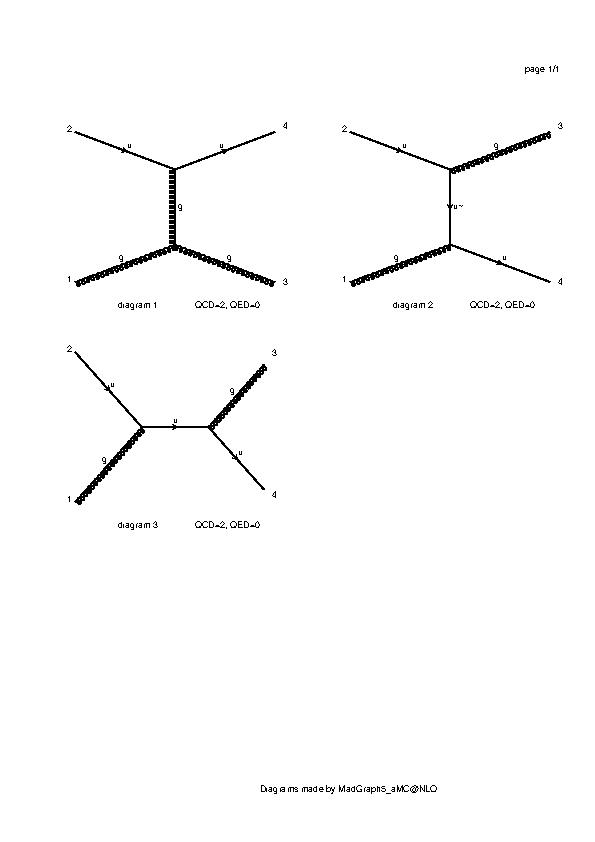 page 1/1
2 u u 4
g
1 g g 3
diagram 1 QCD=2, QED=0
2 u g 3
u~
1 g u 4
diagram 2 QCD=2, QED=0
2 u g 3
u
1 g u 4
diagram 3 QCD=2, QED=0
Diagrams made by MadGraph5_aMC@NLO